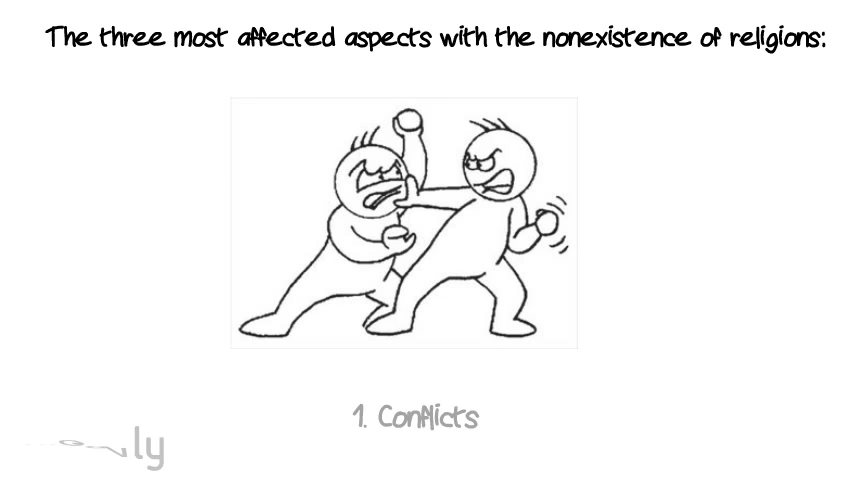 The three most affected aspects with the nonexistence of religions:
1. Conflicts